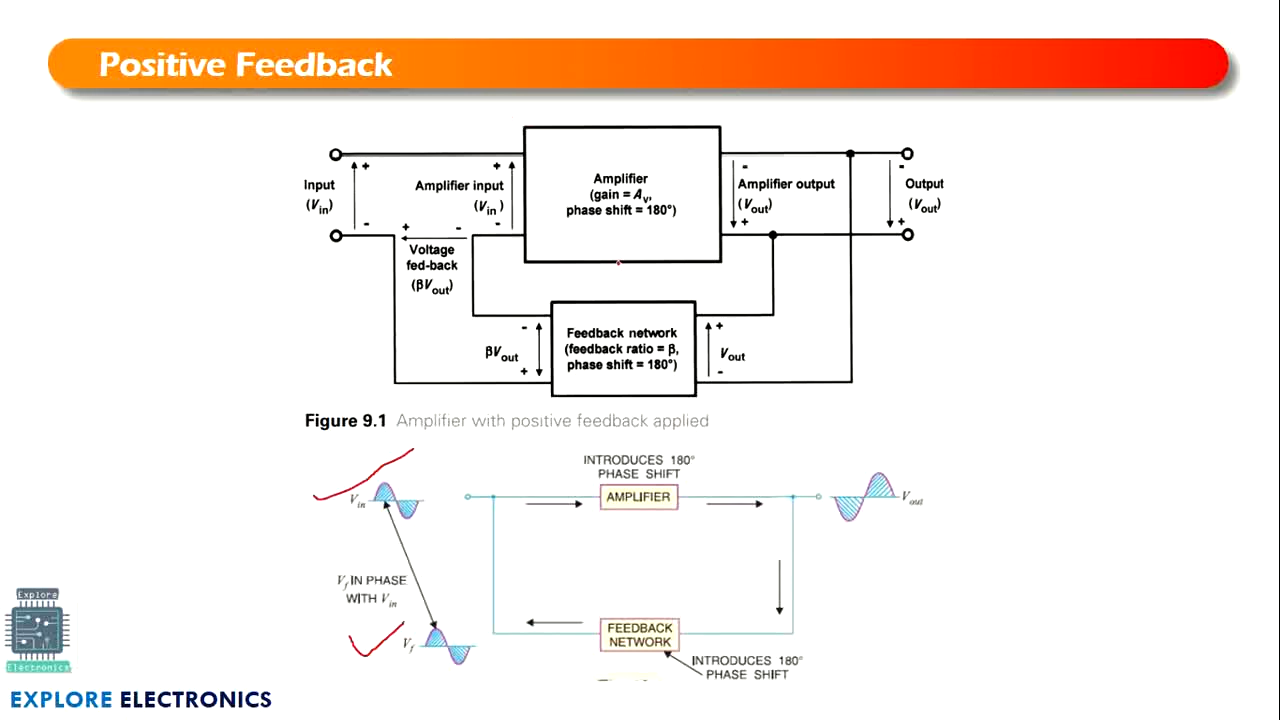 Positive Feedback
Input
(Vin)
+
-
Amplifier input
(Vin)
+
-
Amplifier
(gain = Av,
phase shift = 180°)
-
Amplifier output
(Vout)
+
-
Output
(Vout)
+
+ -
Voltage
fed-back
(βVout)
-
βVout
+
Feedback network
(feedback ratio = β,
phase shift = 180°)
+
Vout
-
Figure 9.1 Amplifier with positive feedback applied
INTRODUCES 180°
PHASE SHIFT
Vin
AMPLIFIER
Vout
Vf IN PHASE
WITH Vin
Vf
FEEDBACK
NETWORK
INTRODUCES 180°
PHASE SHIFT
Explore
Electronics
EXPLORE ELECTRONICS